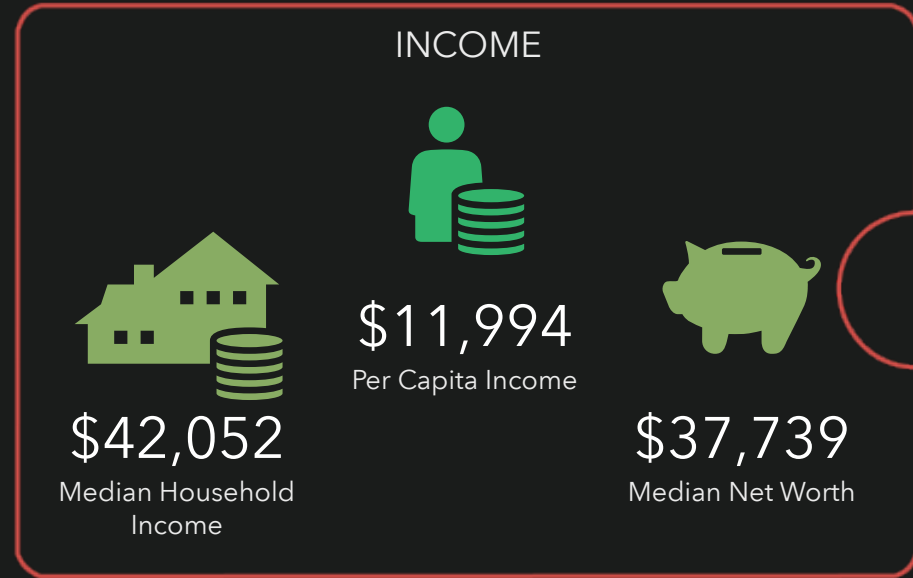 INCOME
$11,994
Per Capita Income
$42,052
Median Household
Income
$37,739
Median Net Worth